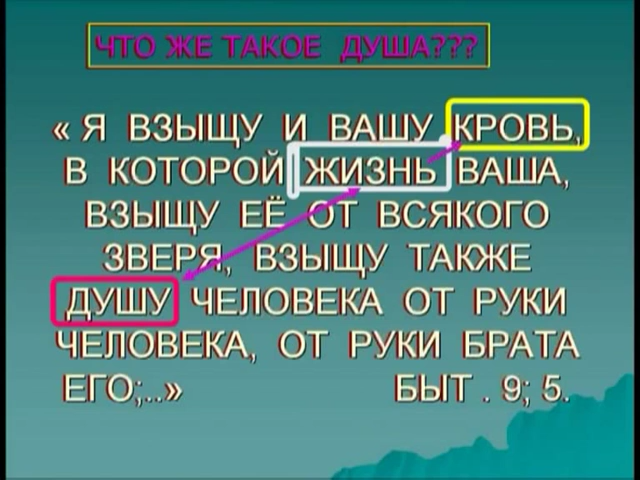 ЧТО ЖЕ ТАКОЕ ДУША???
« Я ВЗЫЩУ И ВАШУ КРОВЬ,
В КОТОРОЙ ЖИЗНЬ ВАША,
ВЗЫЩУ ЕЁ ОТ ВСЯКОГО
ЗВЕРЯ, ВЗЫЩУ ТАКЖЕ
ДУШУ ЧЕЛОВЕКА ОТ РУКИ
ЧЕЛОВЕКА, ОТ РУКИ БРАТА
ЕГО;..» БЫТ . 9; 5.